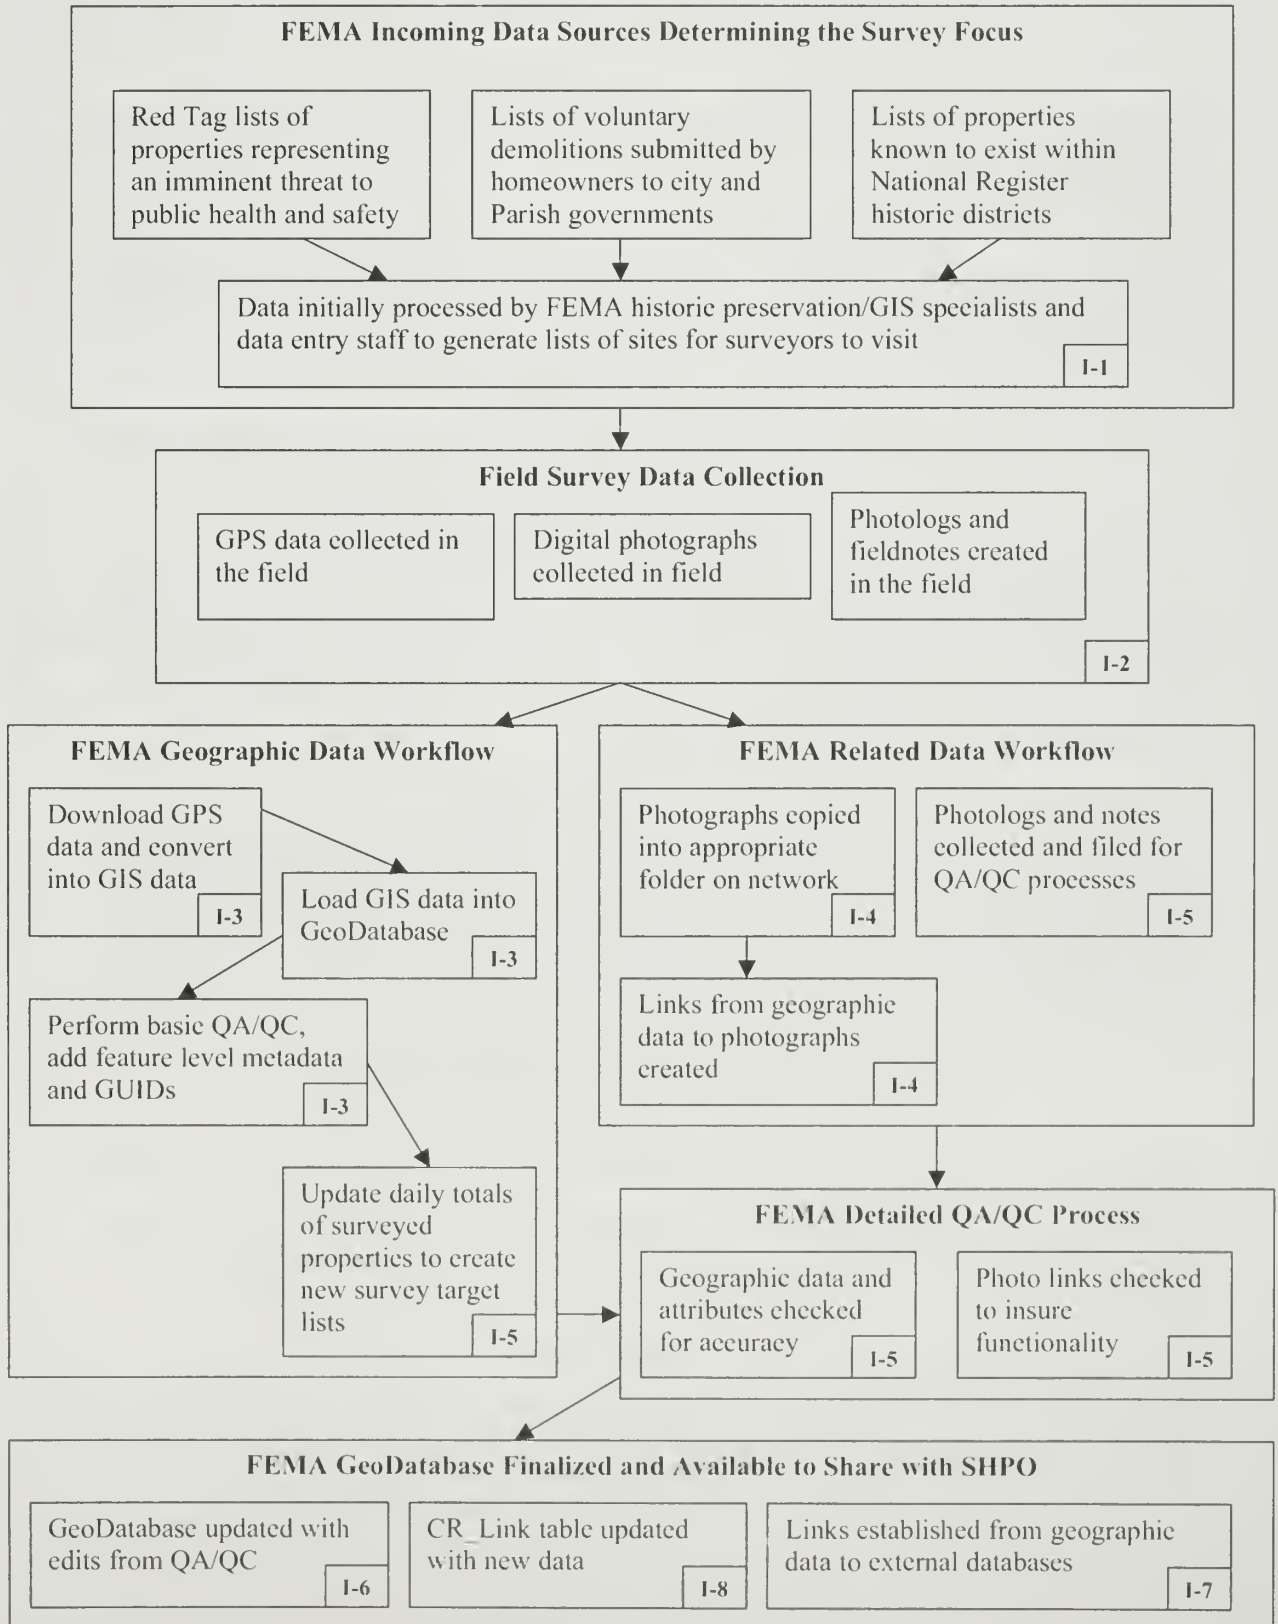 FEMA Incoming Data Sources Determining the Survey Focus
Red Tag lists of
properties representing
an imminent threat to
public health and safety
Lists of voluntary
demolitions submitted by
homeowners to city and
Parish governments
Lists of properties
known to exist within
National Register
historic districts
Data initially processed by FEMA historic preservation/GIS specialists and
data entry staff to generate lists of sites for surveyors to visit
I-1
Field Survey Data Collection
GPS data collected in
the field
Digital photographs
collected in field
Photologs and
fieldnotes created
in the field
I-2
FEMA Geographic Data Workflow
Download GPS
data and convert
into GIS data
I-3
Load GIS data into
GeoDatabase
I-3
Perform basic QA/QC,
add feature level metadata
and GUIDs
I-3
Update daily totals
of surveyed
properties to create
new survey target
lists
I-5
FEMA Related Data Workflow
Photographs copied
into appropriate
folder on network
I-4
Photologs and notes
collected and filed for
QA/QC processes
I-5
Links from geographic
data to photographs
created
I-4
FEMA Detailed QA/QC Process
Geographic data and
attributes checked
for accuracy
I-5
Photo links checked
to insure
functionality
I-5
FEMA GeoDatabase Finalized and Available to Share with SHPO
GeoDatabase updated with
edits from QA/QC
I-6
CR_Link table updated
with new data
I-8
Links established from geographic
data to external databases
I-7